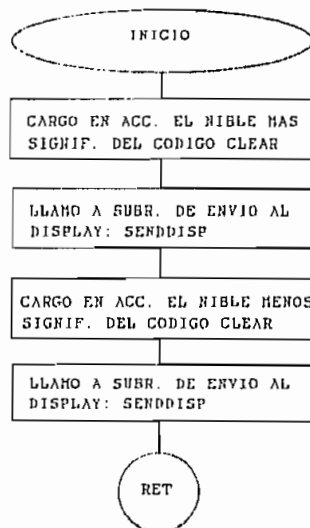 INICIO
CARGO EN ACC. EL NIBLE MAS
SIGNIF. DEL CODIGO CLEAR
LLAMO A SUBR. DE ENVIO AL
DISPLAY: SENDDISP
CARGO EN ACC. EL NIBLE MENOS
SIGNIF. DEL CODIGO CLEAR
LLAMO A SUBR. DE ENVIO AL
DISPLAY: SENDDISP
RET